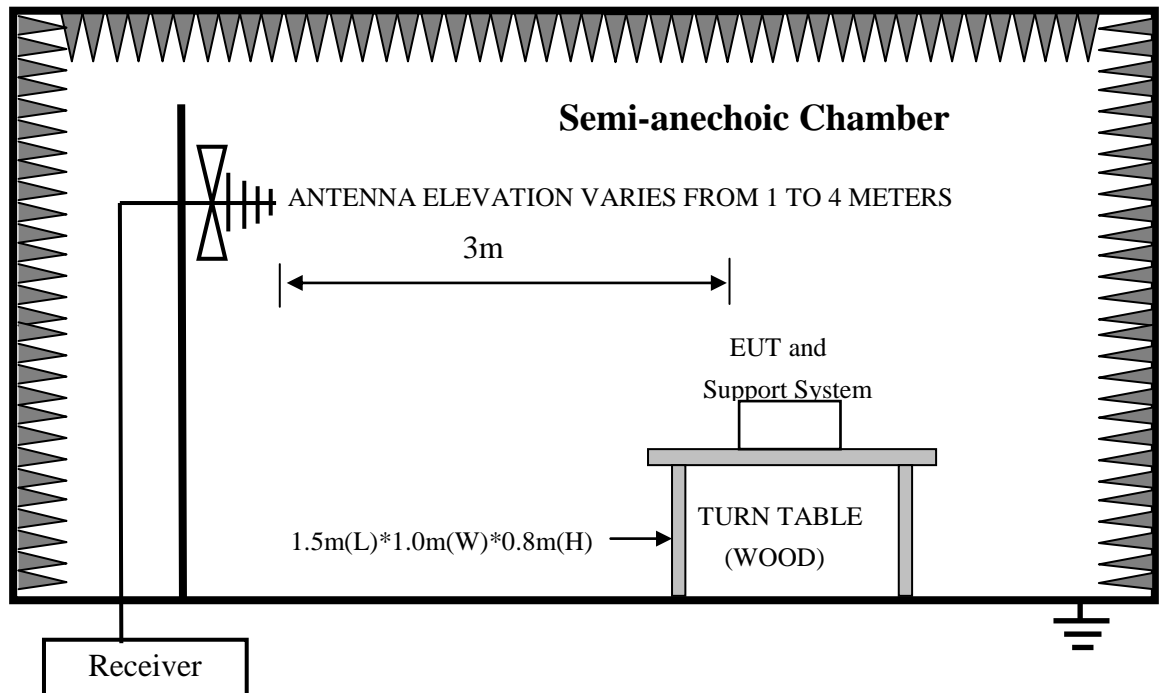 Semi-anechoic Chamber
ANTENNA ELEVATION VARIES FROM 1 TO 4 METERS
3m
EUT and
Support System
1.5m(L)*1.0m(W)*0.8m(H)
TURN TABLE
(WOOD)
Receiver